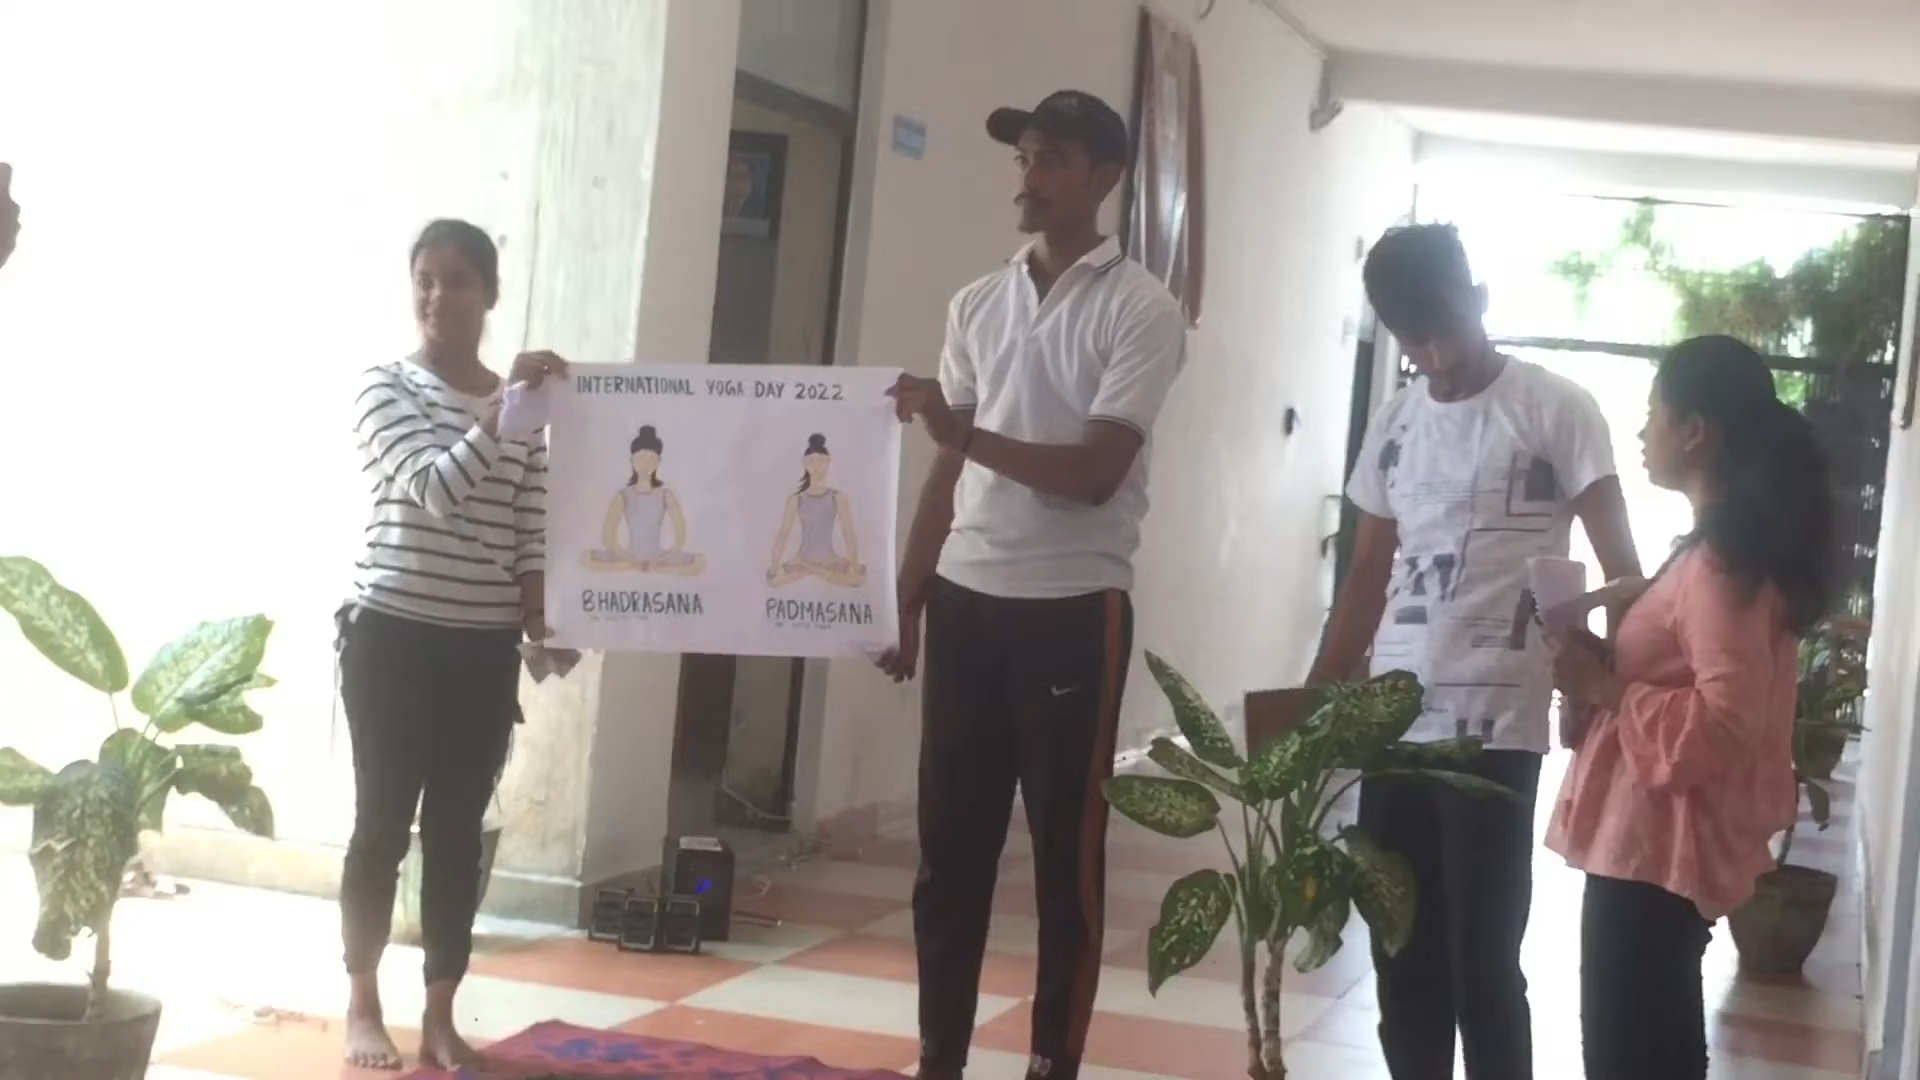 INTERNATIONAL YOGA DAY 2022
BHADRASANA
PADMASANA